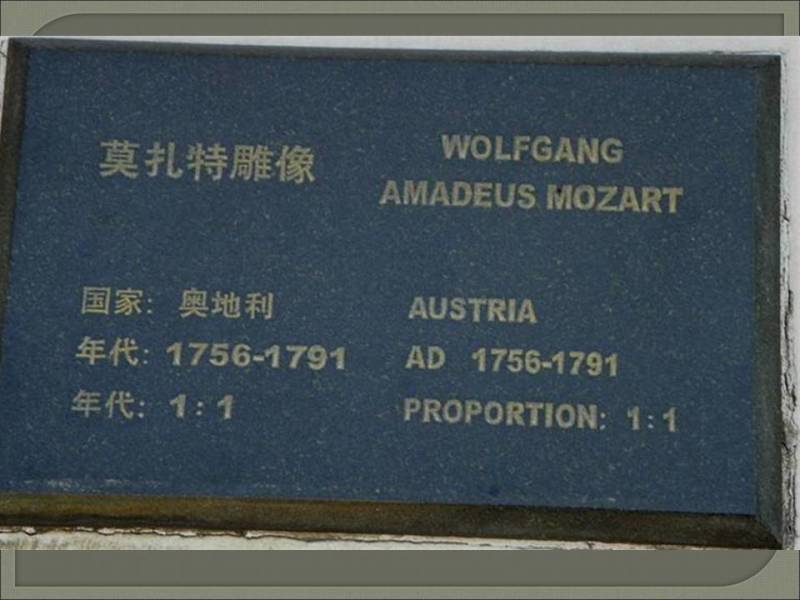 莫扎特雕像
WOLFGANG
AMADEUS MOZART
国家: 奥地利
AUSTRIA
年代: 1756-1791
AD 1756-1791
年代: 1:1
PROPORTION: 1:1